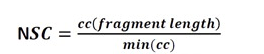 NSC = cc(fragment length) / min(cc)